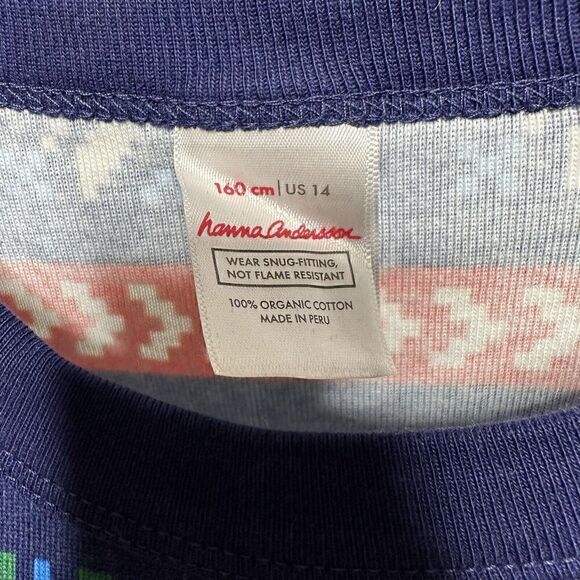 160 cm | US 14
hanna andersson
WEAR SNUG-FITTING,
NOT FLAME RESISTANT
100% ORGANIC COTTON
MADE IN PERU